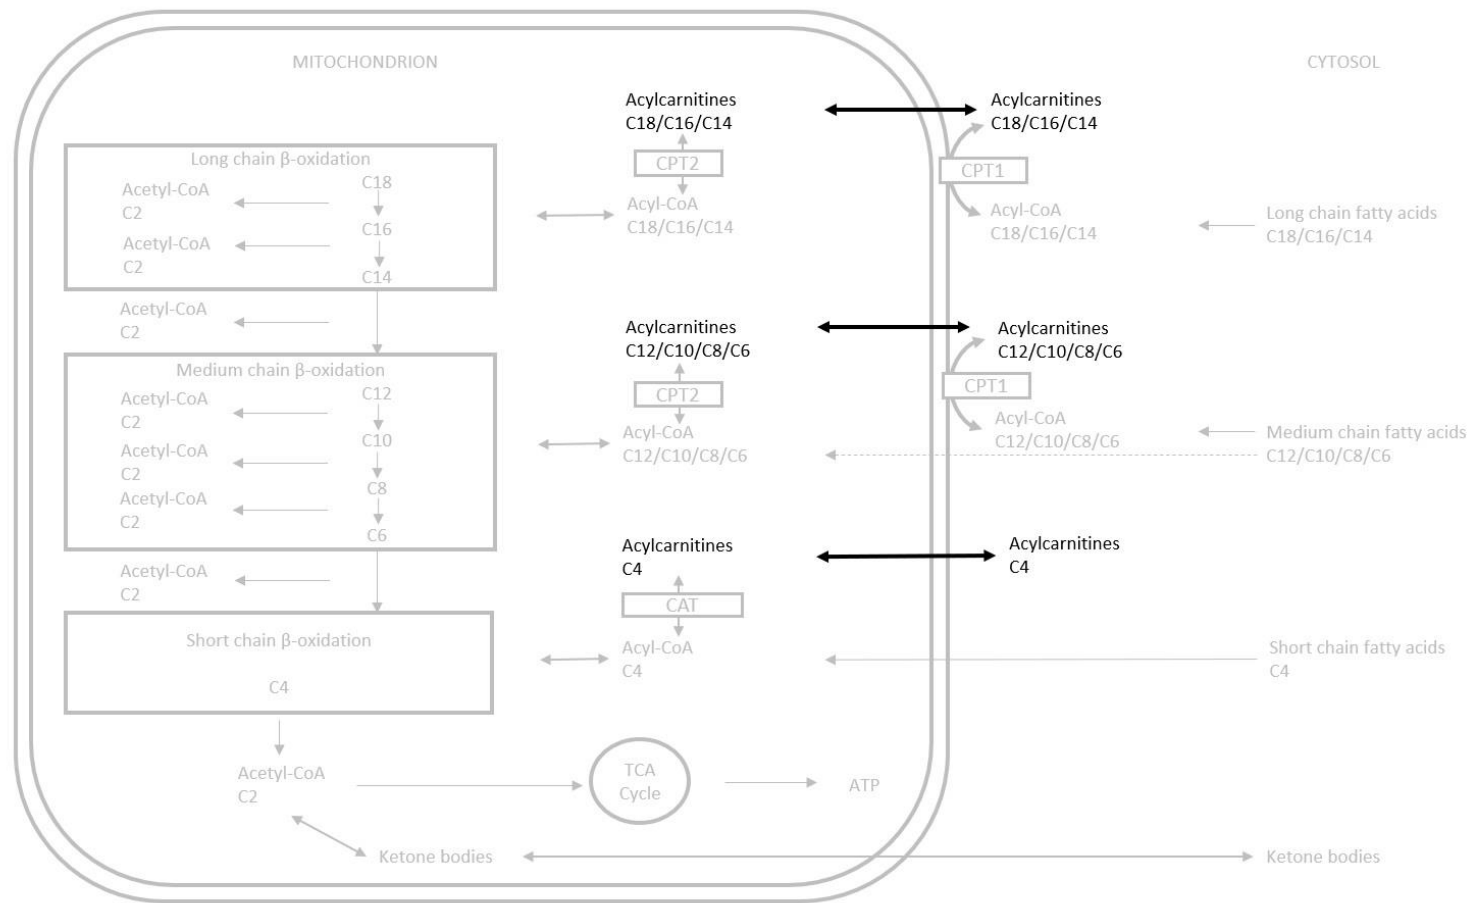 MITOCHONDRION
CYTOSOL
Acylcarnitines
C18/C16/C14
Acylcarnitines
C18/C16/C14
CPT2
CPT1
Acyl-CoA
C18/C16/C14
Acyl-CoA
C18/C16/C14
Long chain fatty acids
C18/C16/C14
Long chain β-oxidation
Acetyl-CoA
C2
C18
C16
Acetyl-CoA
C2
C14
Acetyl-CoA
C2
Acylcarnitines
C12/C10/C8/C6
Acylcarnitines
C12/C10/C8/C6
CPT2
CPT1
Acyl-CoA
C12/C10/C8/C6
Acyl-CoA
C12/C10/C8/C6
Medium chain fatty acids
C12/C10/C8/C6
Medium chain β-oxidation
Acetyl-CoA
C2
C12
C10
Acetyl-CoA
C2
C8
Acetyl-CoA
C2
C6
Acetyl-CoA
C2
Acylcarnitines
C4
Acylcarnitines
C4
CAT
Acyl-CoA
C4
Short chain fatty acids
C4
Short chain β-oxidation
C4
Acetyl-CoA
C2
TCA
Cycle
ATP
Ketone bodies
Ketone bodies